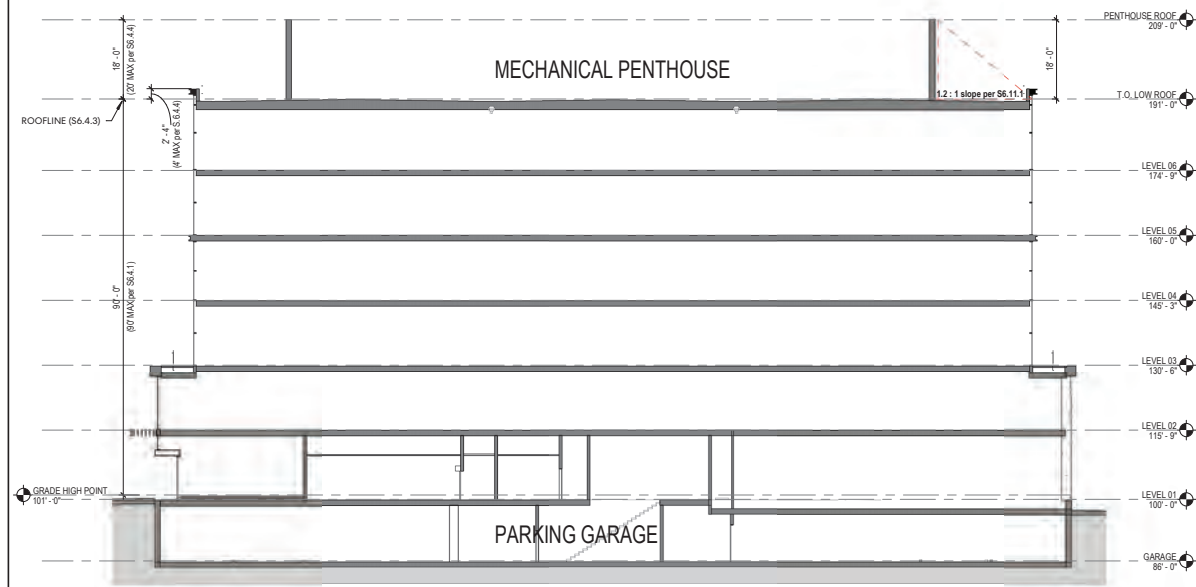 PENTHOUSE ROOF
209' - 0"
18' - 0"
(20' MAX per S6.4.4)
MECHANICAL PENTHOUSE
18' - 0"
1.2 : 1 slope per S6.11.1
T.O. LOW ROOF
191' - 0"
ROOFLINE (S6.4.3)
2' - 4"
(4' MAX per S.6.4.4)
LEVEL 06
174' - 9"
LEVEL 05
160' - 0"
90' - 0"
(90' MAX per S6.4.1)
LEVEL 04
145' - 3"
LEVEL 03
130' - 6"
LEVEL 02
115' - 9"
GRADE HIGH POINT
101' - 0"
LEVEL 01
100' - 0"
PARKING GARAGE
GARAGE
86' - 0"